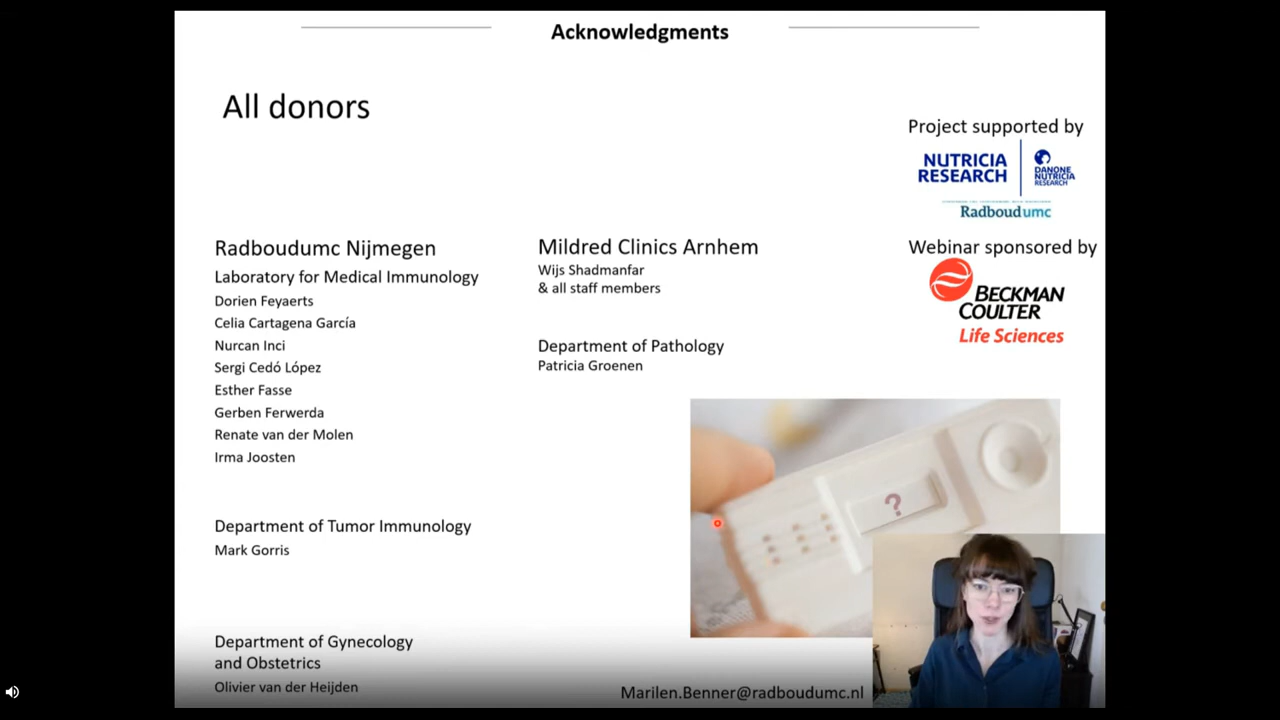 Acknowledgments
All donors
Project supported by
NUTRICIA
RESEARCH
DANONE
NUTRICIA
RESEARCH
Radboudumc
Radboudumc Nijmegen
Laboratory for Medical Immunology
Dorien Feyaerts
Celia Cartagena García
Nurcan Inci
Sergi Cedó López
Esther Fasse
Gerben Ferwerda
Renate van der Molen
Irma Joosten
Department of Tumor Immunology
Mark Gorris
Department of Gynecology
and Obstetrics
Olivier van der Heijden
Mildred Clinics Arnhem
Wijs Shadmanfar
& all staff members
Department of Pathology
Patricia Groenen
Webinar sponsored by
BECKMAN
COULTER
Life Sciences
?
Marilen.Benner@radboudumc.nl